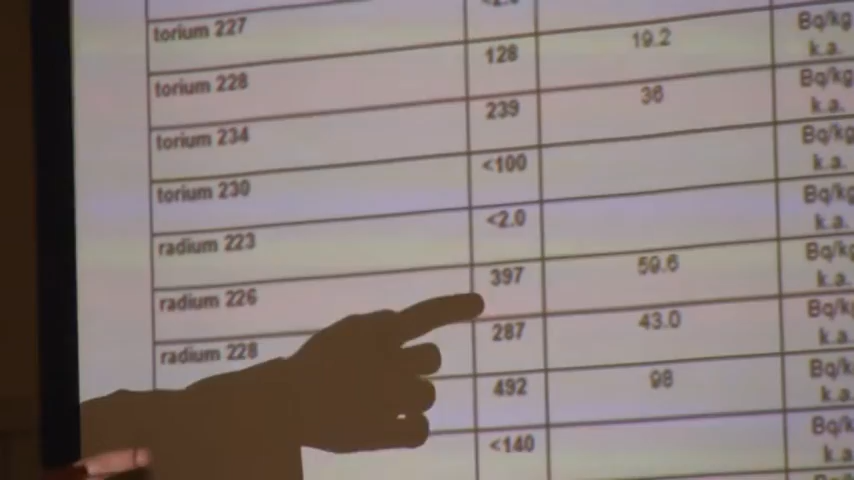 torium 227
torium 228 128 19.2 Bq/kg
k.a.
torium 234 239 36 Bq/kg
k.a.
torium 230 <100 Bq/kg
k.a.
radium 223 <2.0 Bq/kg
k.a.
radium 226 397 59.6 Bq/kg
k.a.
radium 228 287 43.0 Bq/kg
k.a.
492 98 Bq/kg
k.a.
<140 Bq/kg
k.a.